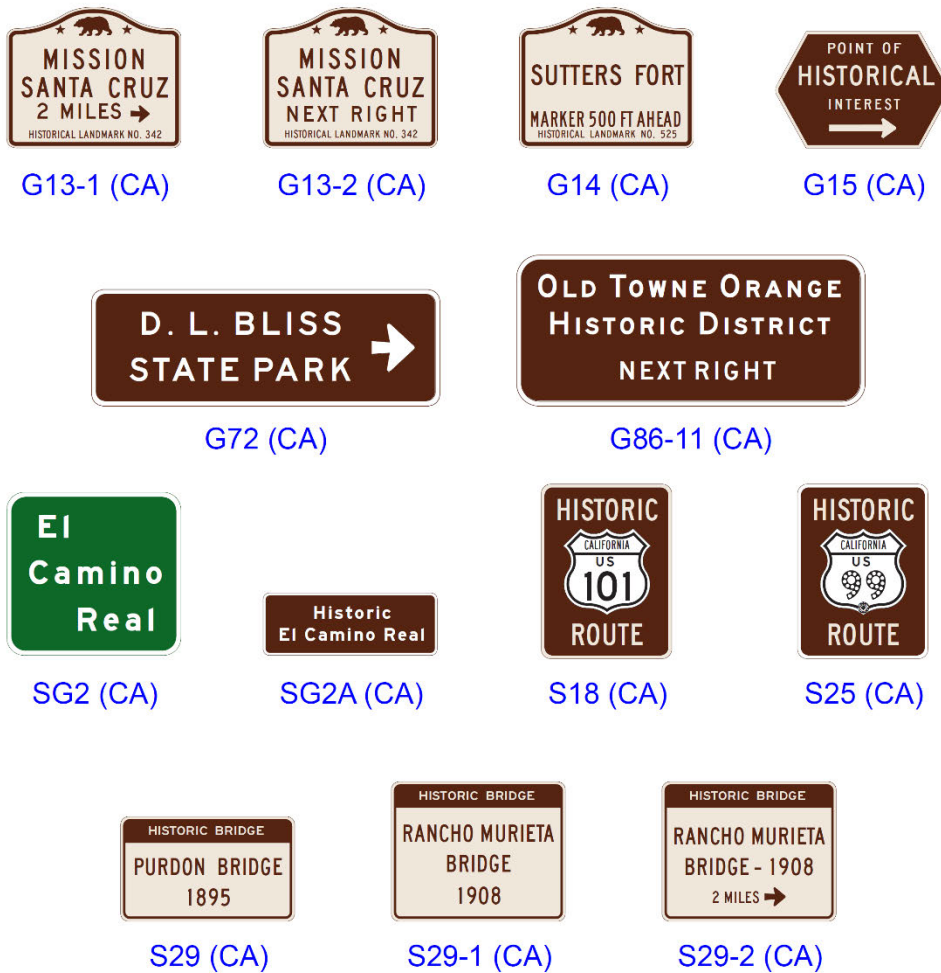 MISSION
SANTA CRUZ
2 MILES →
HISTORICAL LANDMARK NO. 342
G13-1 (CA)
MISSION
SANTA CRUZ
NEXT RIGHT
HISTORICAL LANDMARK NO. 342
G13-2 (CA)
SUTTERS FORT
MARKER 500 FT AHEAD
HISTORICAL LANDMARK NO. 525
G14 (CA)
POINT OF
HISTORICAL
INTEREST
G15 (CA)
D. L. BLISS
STATE PARK
G72 (CA)
OLD TOWNE ORANGE
HISTORIC DISTRICT
NEXT RIGHT
G86-11 (CA)
El
Camino
Real
SG2 (CA)
Historic
El Camino Real
SG2A (CA)
HISTORIC
CALIFORNIA
US
101
ROUTE
S18 (CA)
HISTORIC
CALIFORNIA
US
99
ROUTE
S25 (CA)
HISTORIC BRIDGE
PURDON BRIDGE
1895
S29 (CA)
HISTORIC BRIDGE
RANCHO MURIETA
BRIDGE
1908
S29-1 (CA)
HISTORIC BRIDGE
RANCHO MURIETA
BRIDGE - 1908
2 MILES →
S29-2 (CA)